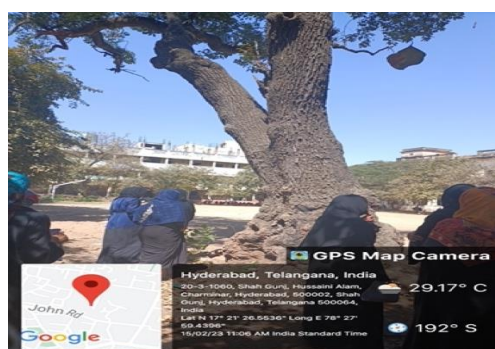 GPS Map Camera
Hyderabad, Telangana, India
20-3-1060, Shah Gunj, Hussaini Alam,
Charminar, Hyderabad, 500002, Shah
Gunj, Hyderabad, Telangana 500064,
India
Lat N 17° 21' 26.5536" Long E 78° 27'
59.4396"
15/02/23 11:06 AM India Standard Time
29.17° C
192° S
John Rd
Google